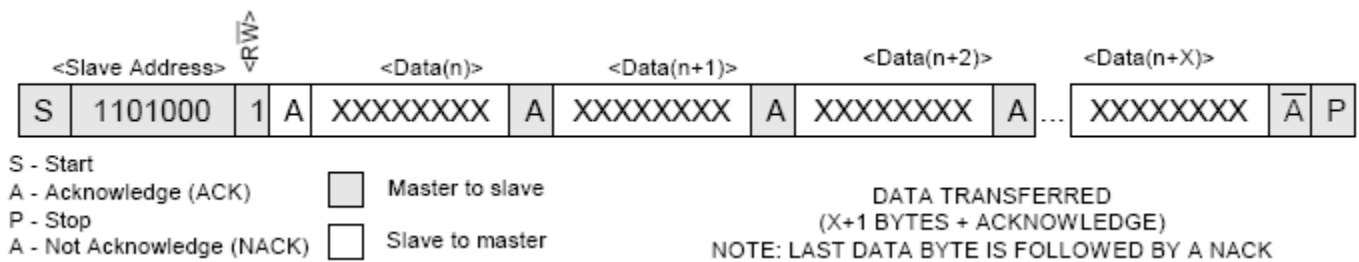 <Slave Address> <RW̅> <Data(n)> <Data(n+1)> <Data(n+2)> <Data(n+X)>
S 1101000 1 A XXXXXXXX A XXXXXXXX A XXXXXXXX A ... XXXXXXXX A̅ P
S - Start
A - Acknowledge (ACK)
P - Stop
A - Not Acknowledge (NACK)
Master to slave
Slave to master
DATA TRANSFERRED
(X+1 BYTES + ACKNOWLEDGE)
NOTE: LAST DATA BYTE IS FOLLOWED BY A NACK